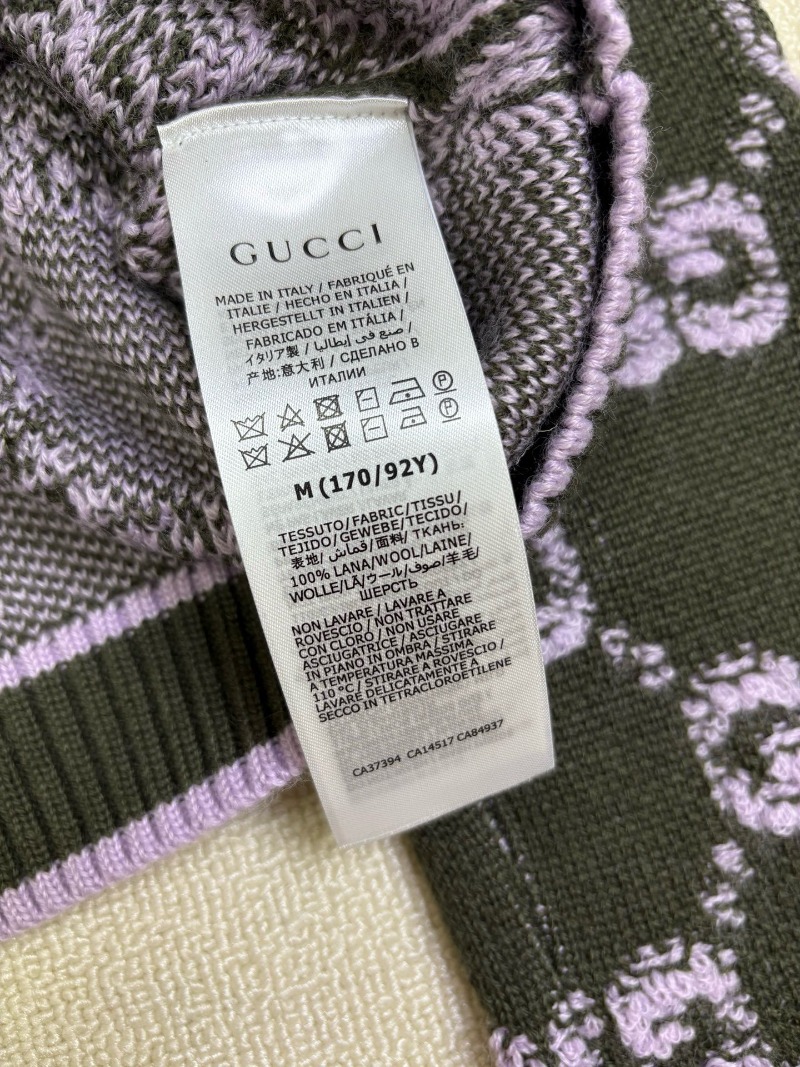 GUCCI
MADE IN ITALY / FABRIQUÉ EN
ITALIE / HECHO EN ITALIA /
HERGESTELLT IN ITALIEN /
FABRICADO EM ITÁLIA /
イタリア製 / صنع في إيطاليا /
产地:意大利 / СДЕЛАНО В
ИТАЛИИ
P
P
M (170/92Y)
TESSUTO/FABRIC/TISSU/
TEJIDO/GEWEBE/TECIDO/
表地/ قماش /面料/ ТКАНЬ:
100% LANA/WOOL/LAINE/
WOLLE/LÃ/ウール/صوف/羊毛/
ШЕРСТЬ
NON LAVARE / LAVARE A
ROVESCIO / NON TRATTARE
CON CLORO / NON USARE
ASCIUGATRICE / ASCIUGARE
IN PIANO IN OMBRA / STIRARE
A TEMPERATURA MASSIMA
110 °C / STIRARE A ROVESCIO /
LAVARE DELICATAMENTE A
SECCO IN TETRACLOROETILENE
CA37394 CA14517 CA84937